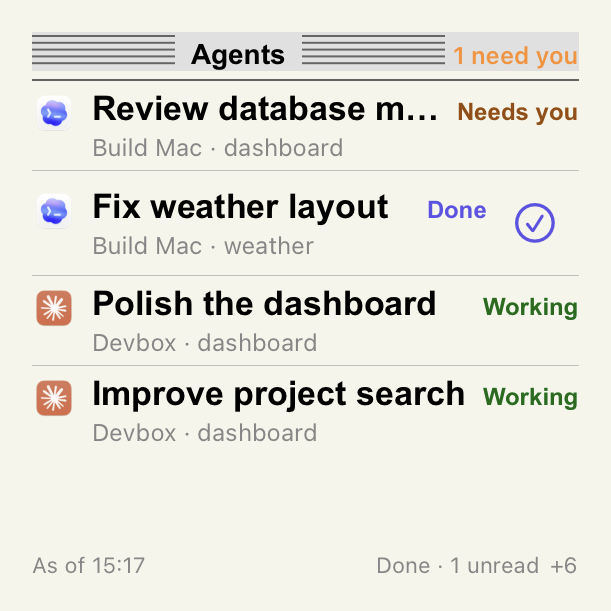 Agents 1 need you
Review database m… Needs you
Build Mac · dashboard
Fix weather layout Done
Build Mac · weather
Polish the dashboard Working
Devbox · dashboard
Improve project search Working
Devbox · dashboard
As of 15:17 Done · 1 unread +6